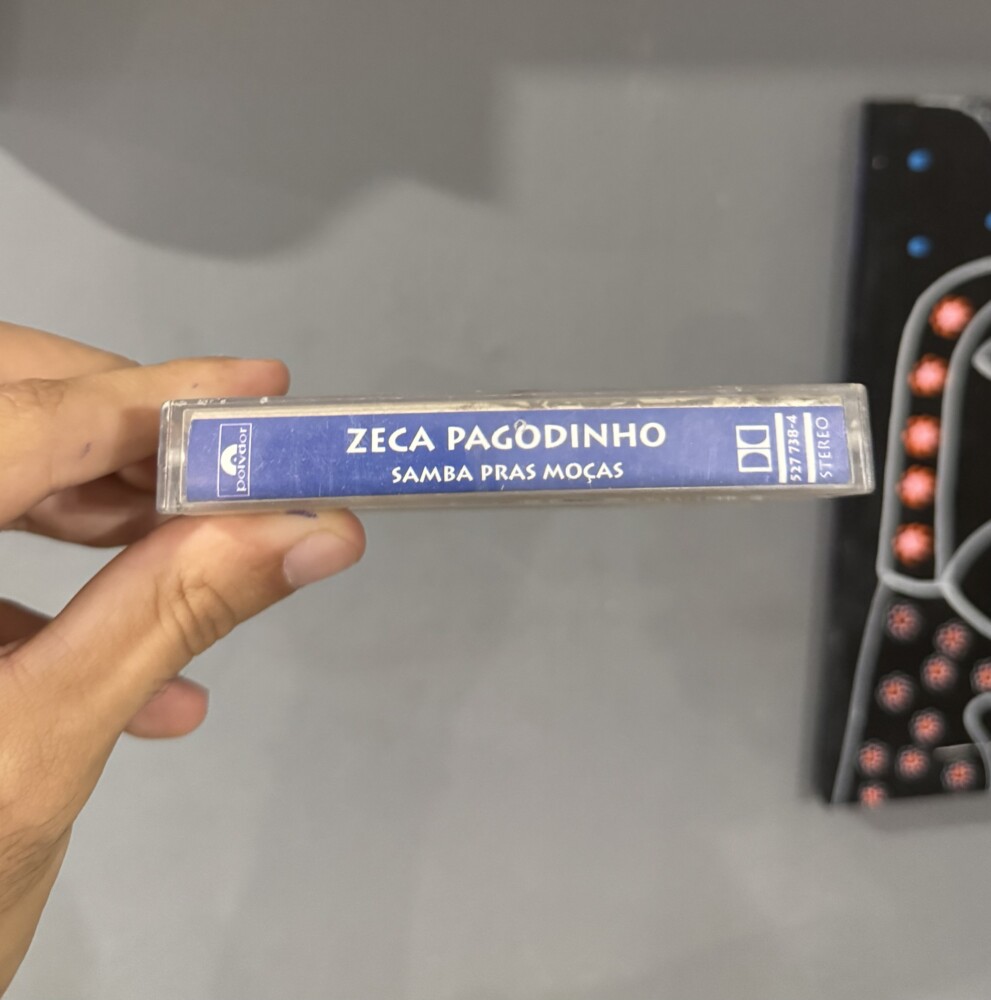 polydor
ZECA PAGODINHO
SAMBA PRAS MOÇAS
527 738-4
STEREO